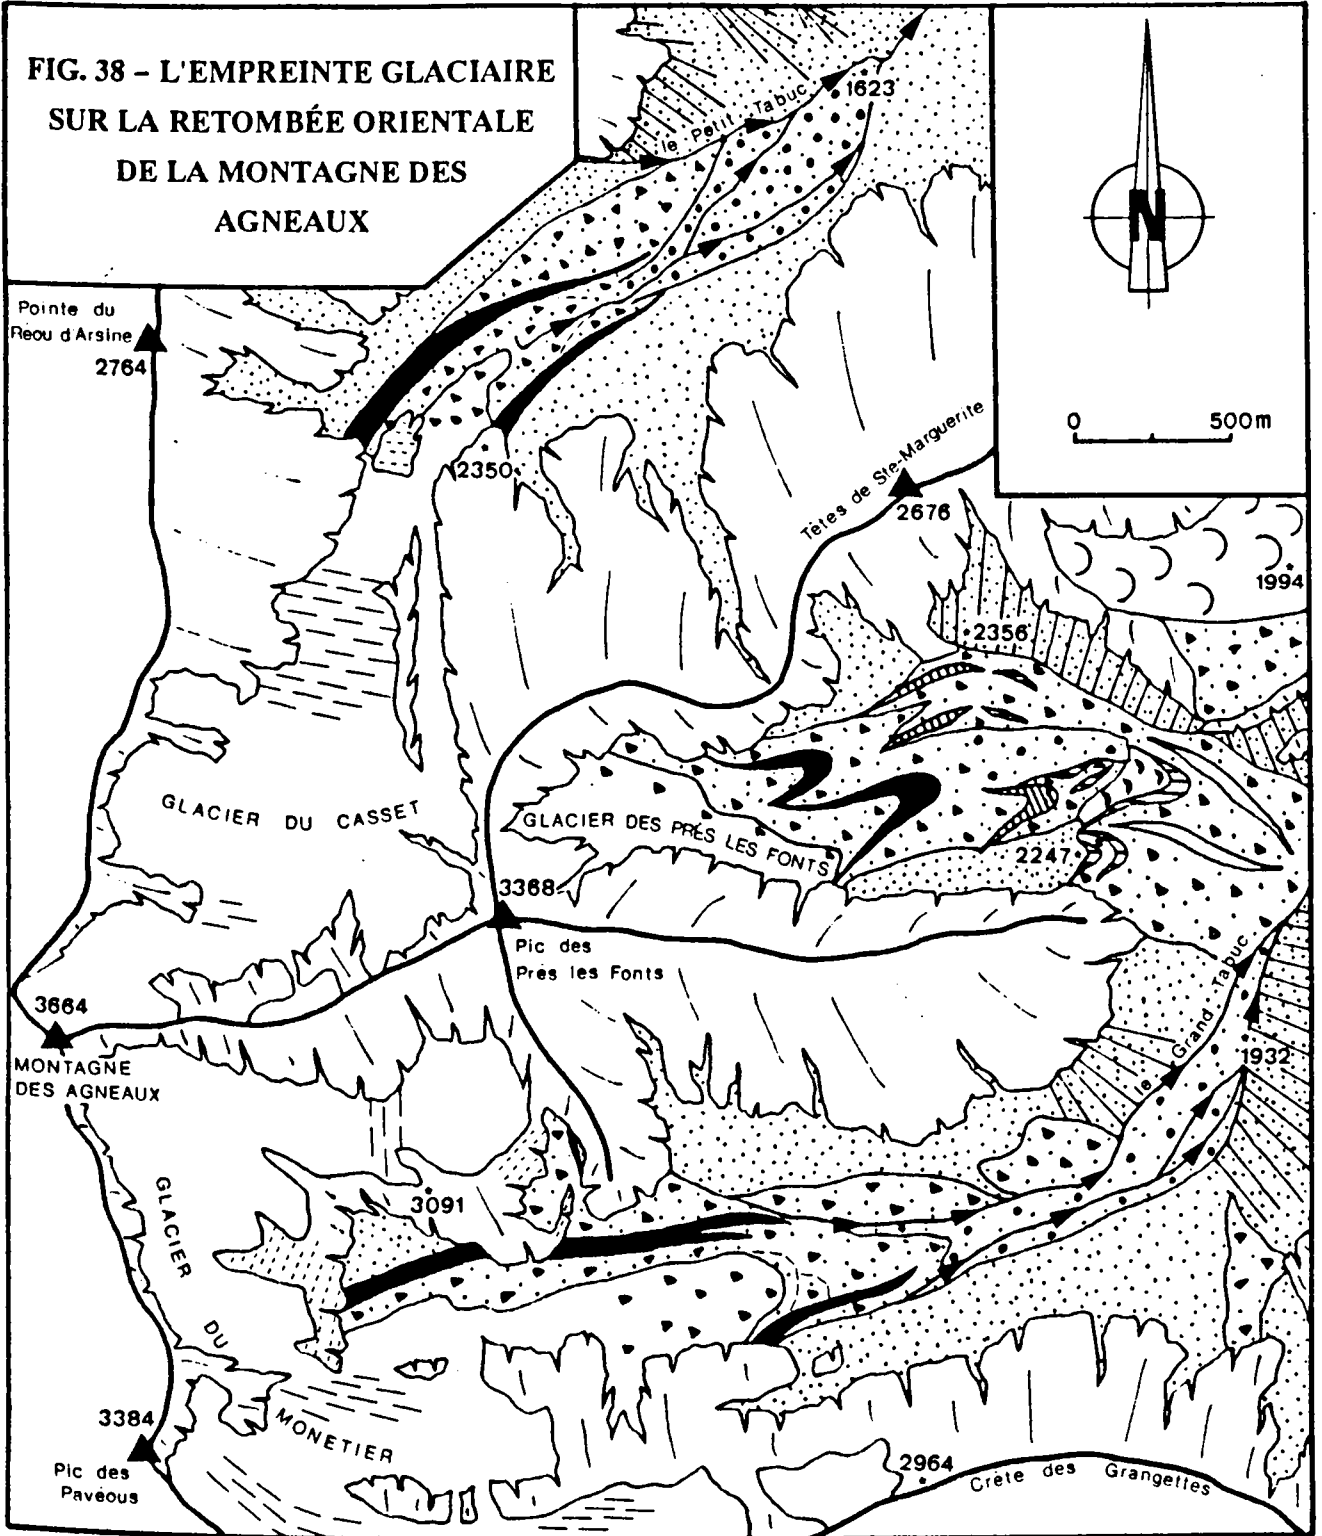 FIG. 38 – L'EMPREINTE GLACIAIRE
SUR LA RETOMBÉE ORIENTALE
DE LA MONTAGNE DES
AGNEAUX
N
0 500m
le Petit Tabuc
1623
Pointe du
Reou d'Arsine
2764
2350
Têtes de Ste-Marguerite
2676
1994
2356
GLACIER DU CASSET
GLACIER DES PRÈS LES FONTS
2247
3368
Pic des
Près les Fonts
3664
MONTAGNE
DES AGNEAUX
le Grand Tabuc
1932
3091
GLACIER
DU
MONETIER
3384
Pic des
Pavéous
2964
Crète des Grangettes